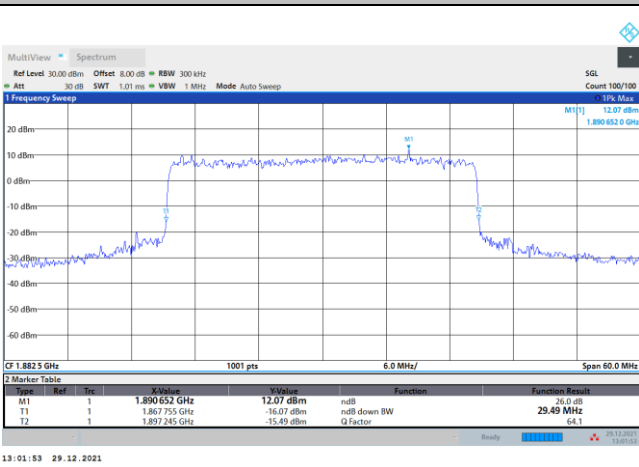 MultiView Spectrum
Ref Level 30.00 dBm Offset 8.00 dB RBW 300 kHz SGL
Att 30 dB SWT 1.01 ms VBW 1 MHz Mode Auto Sweep Count 100/100
1 Frequency Sweep 1Pk Max
M1[1] 12.07 dBm
1.890 652 0 GHz
20 dBm
M1
10 dBm
0 dBm
-10 dBm
T1 T2
-20 dBm
-30 dBm
-40 dBm
-50 dBm
-60 dBm
CF 1.882 5 GHz 1001 pts 6.0 MHz/ Span 60.0 MHz
2 Marker Table
Type Ref Trc X-Value Y-Value Function Function Result
M1 1 1.890 652 GHz 12.07 dBm ndB 26.0 dB
T1 1 1.867 755 GHz -16.07 dBm ndB down BW 29.49 MHz
T2 1 1.897 245 GHz -15.49 dBm Q Factor 64.1
Ready 29.12.2021
13:01:53
13:01:53 29.12.2021